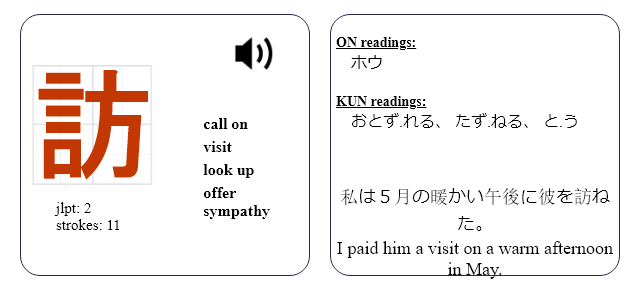 訪
call on
visit
look up
offer
sympathy
jlpt: 2
strokes: 11
ON readings:
ホウ
KUN readings:
おとず.れる、 たず.ねる、 と.う
私は５月の暖かい午後に彼を訪ね
た。
I paid him a visit on a warm afternoon
in May.